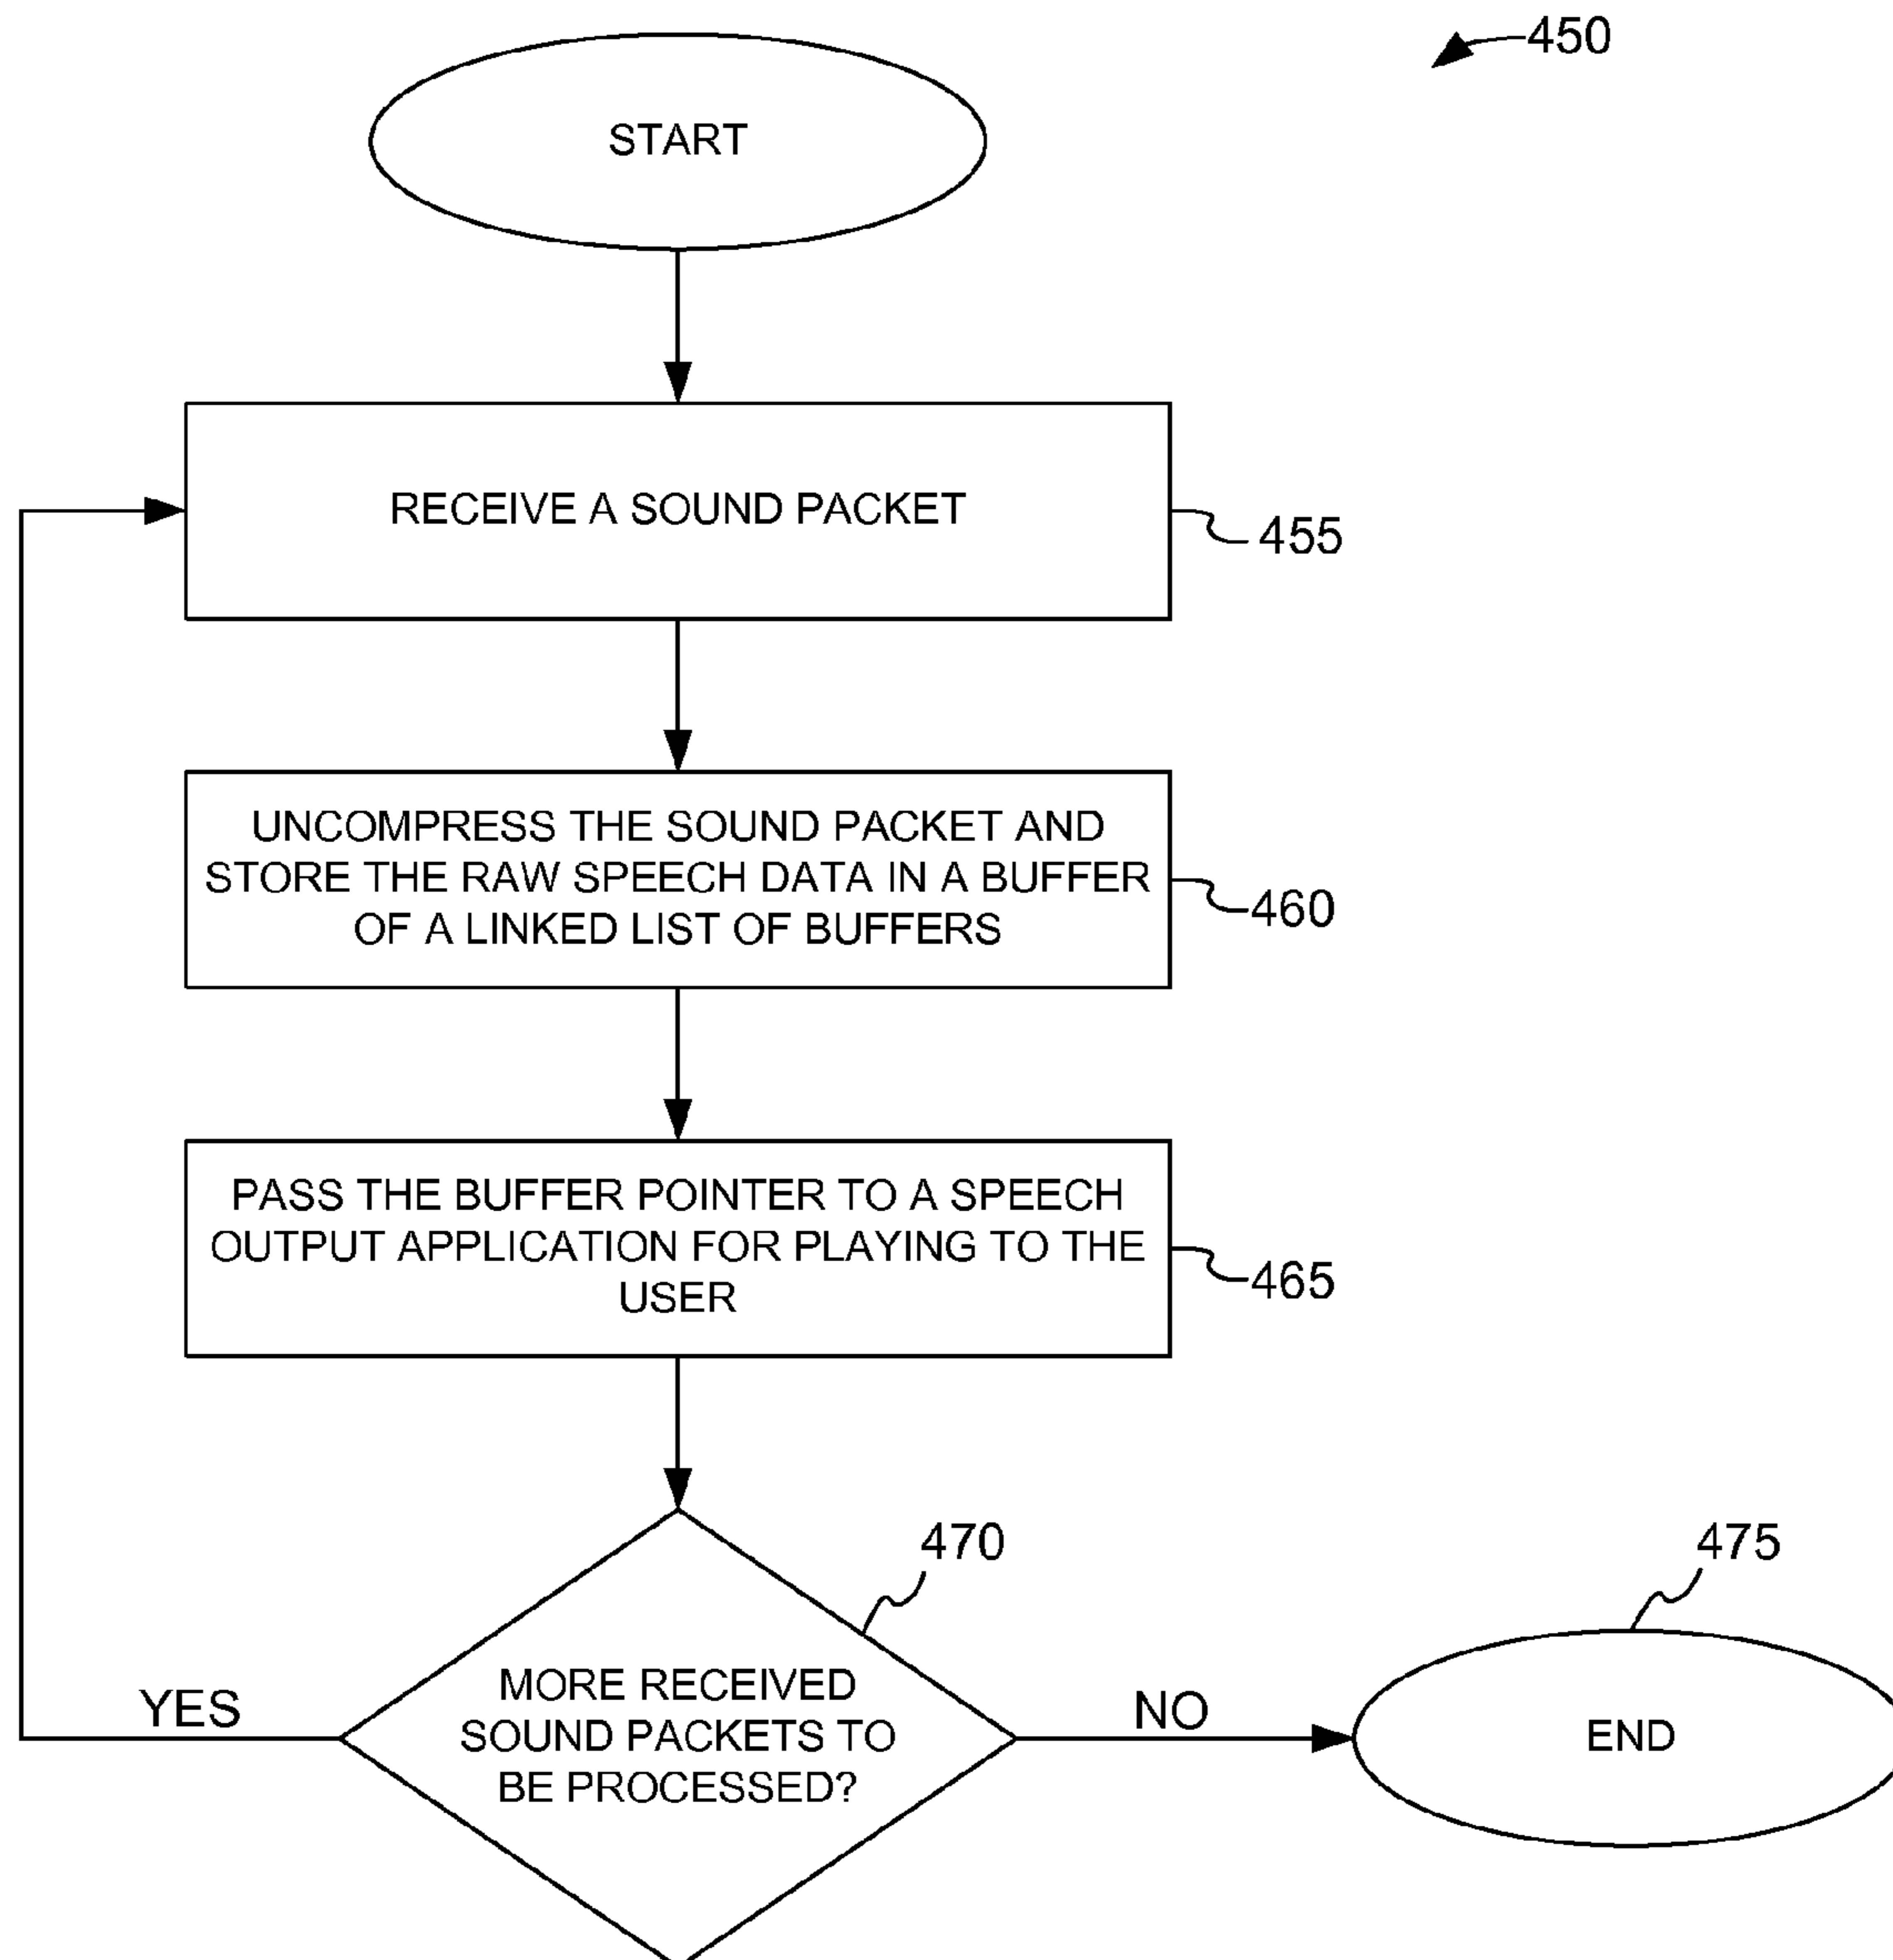 450
START
RECEIVE A SOUND PACKET
455
UNCOMPRESS THE SOUND PACKET AND
STORE THE RAW SPEECH DATA IN A BUFFER
OF A LINKED LIST OF BUFFERS
460
PASS THE BUFFER POINTER TO A SPEECH
OUTPUT APPLICATION FOR PLAYING TO THE
USER
465
470
475
MORE RECEIVED
SOUND PACKETS TO
BE PROCESSED?
YES
NO
END